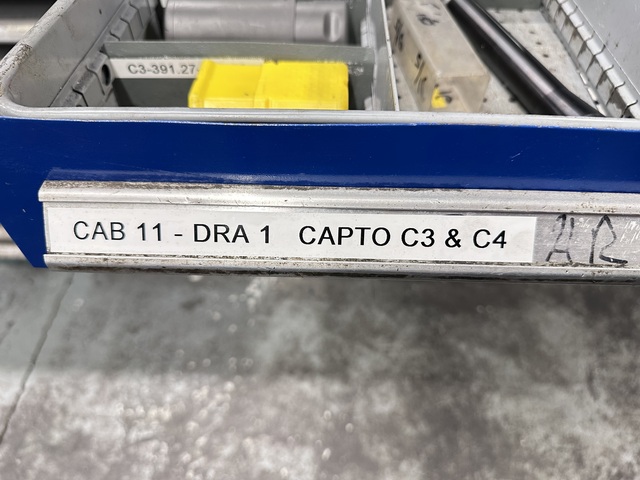 C3-391.27
CAB 11 - DRA 1 CAPTO C3 & C4